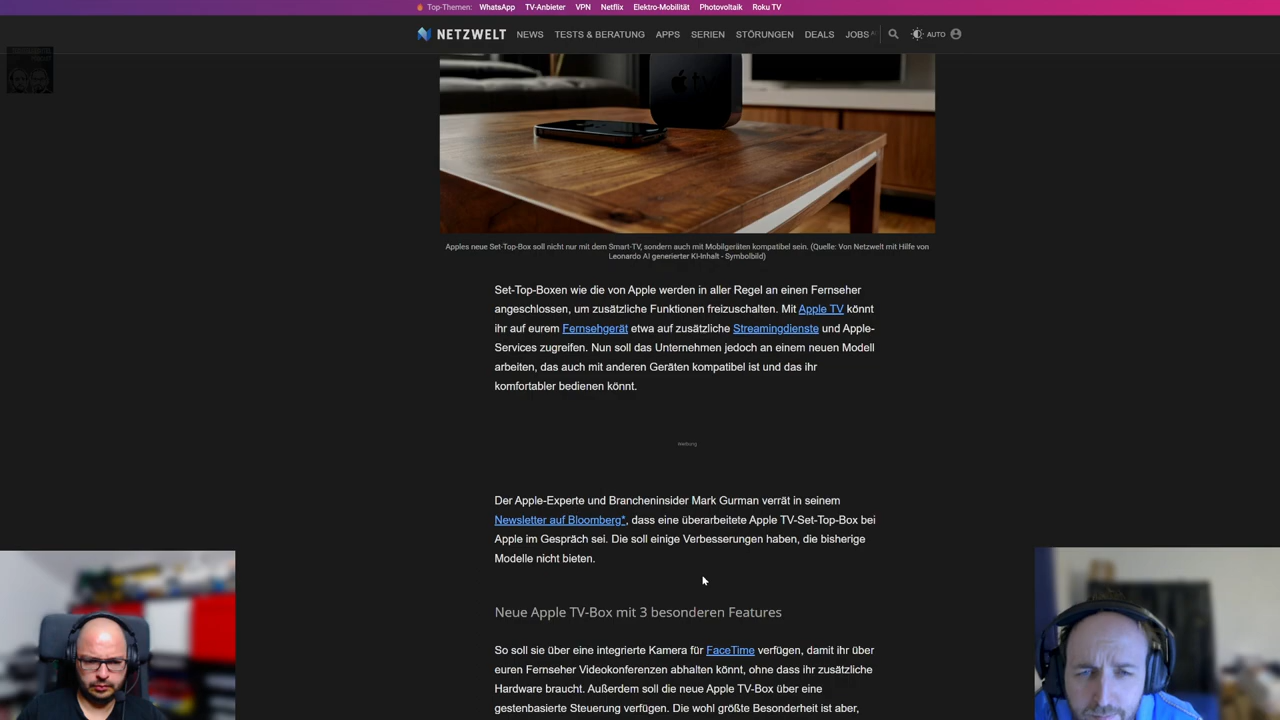 Top-Themen: WhatsApp TV-Anbieter VPN Netflix Elektro-Mobilität Photovoltaik Roku TV
NETZWELT NEWS TESTS & BERATUNG APPS SERIEN STÖRUNGEN DEALS JOBS AUTO
tv
Apples neue Set-Top-Box soll nicht nur mit dem Smart-TV, sondern auch mit Mobilgeräten kompatibel sein. (Quelle: Von Netzwelt mit Hilfe von
Leonardo AI generierter KI-Inhalt - Symbolbild)
Set-Top-Boxen wie die von Apple werden in aller Regel an einen Fernseher
angeschlossen, um zusätzliche Funktionen freizuschalten. Mit Apple TV könnt
ihr auf eurem Fernsehgerät etwa auf zusätzliche Streamingdienste und Apple-
Services zugreifen. Nun soll das Unternehmen jedoch an einem neuen Modell
arbeiten, das auch mit anderen Geräten kompatibel ist und das ihr
komfortabler bedienen könnt.
Werbung
Der Apple-Experte und Brancheninsider Mark Gurman verrät in seinem
Newsletter auf Bloomberg*, dass eine überarbeitete Apple TV-Set-Top-Box bei
Apple im Gespräch sei. Die soll einige Verbesserungen haben, die bisherige
Modelle nicht bieten.
Neue Apple TV-Box mit 3 besonderen Features
So soll sie über eine integrierte Kamera für FaceTime verfügen, damit ihr über
euren Fernseher Videokonferenzen abhalten könnt, ohne dass ihr zusätzliche
Hardware braucht. Außerdem soll die neue Apple TV-Box über eine
gestenbasierte Steuerung verfügen. Die wohl größte Besonderheit ist aber,